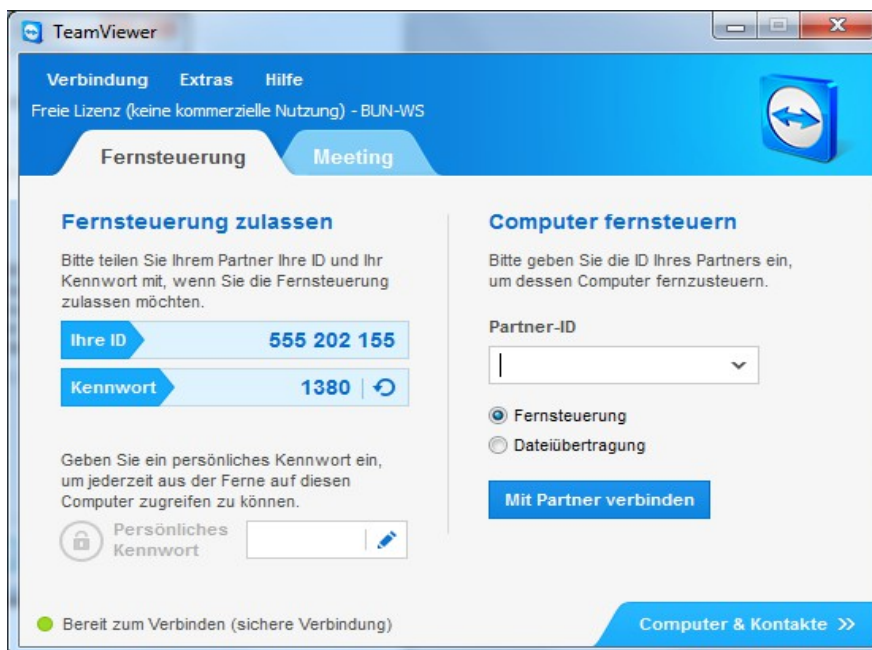 TeamViewer
Verbindung Extras Hilfe
Freie Lizenz (keine kommerzielle Nutzung) - BUN-WS
Fernsteuerung Meeting
Fernsteuerung zulassen
Bitte teilen Sie Ihrem Partner Ihre ID und Ihr
Kennwort mit, wenn Sie die Fernsteuerung
zulassen möchten.
Ihre ID 555 202 155
Kennwort 1380
Geben Sie ein persönliches Kennwort ein,
um jederzeit aus der Ferne auf diesen
Computer zugreifen zu können.
Persönliches
Kennwort
Computer fernsteuern
Bitte geben Sie die ID Ihres Partners ein,
um dessen Computer fernzusteuern.
Partner-ID
Fernsteuerung
Dateiübertragung
Mit Partner verbinden
Bereit zum Verbinden (sichere Verbindung)
Computer & Kontakte >>